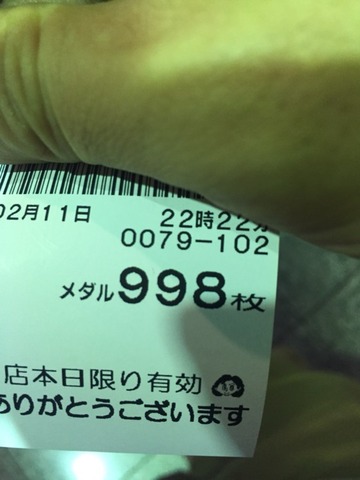 02月11日 22時22分
0079-102
メダル998枚
店本日限り有効
ありがとうございます